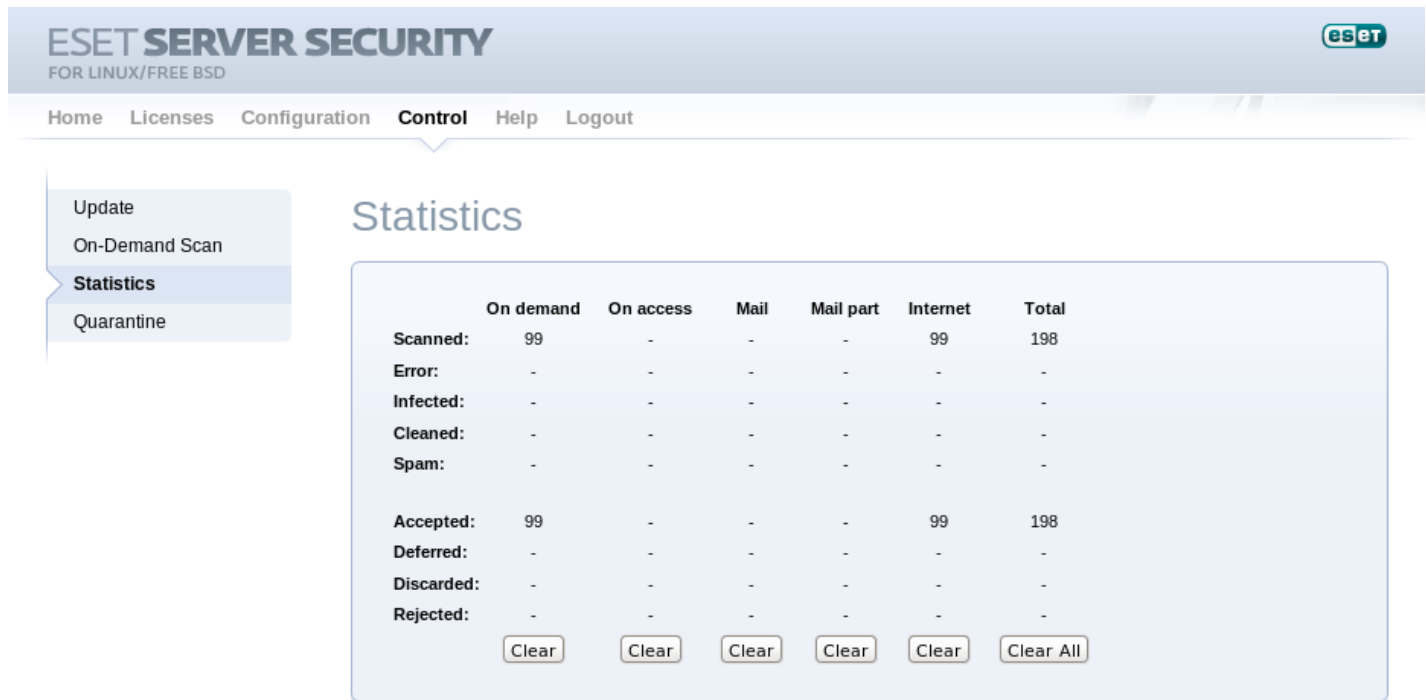 ESET SERVER SECURITY
FOR LINUX/FREE BSD
eset
Home Licenses Configuration Control Help Logout
Update
On-Demand Scan
Statistics
Quarantine
Statistics
On demand On access Mail Mail part Internet Total
Scanned: 99 - - - 99 198
Error: - - - - - -
Infected: - - - - - -
Cleaned: - - - - - -
Spam: - - - - - -
Accepted: 99 - - - 99 198
Deferred: - - - - - -
Discarded: - - - - - -
Rejected: - - - - - -
Clear Clear Clear Clear Clear Clear All